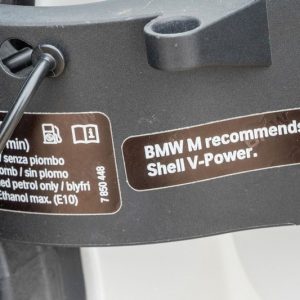 min)
/ senza piombo
omb / sin plomo
ed petrol only / blyfri
Ethanol max. (E10)
7 850 448
BMW M recommends
Shell V-Power.